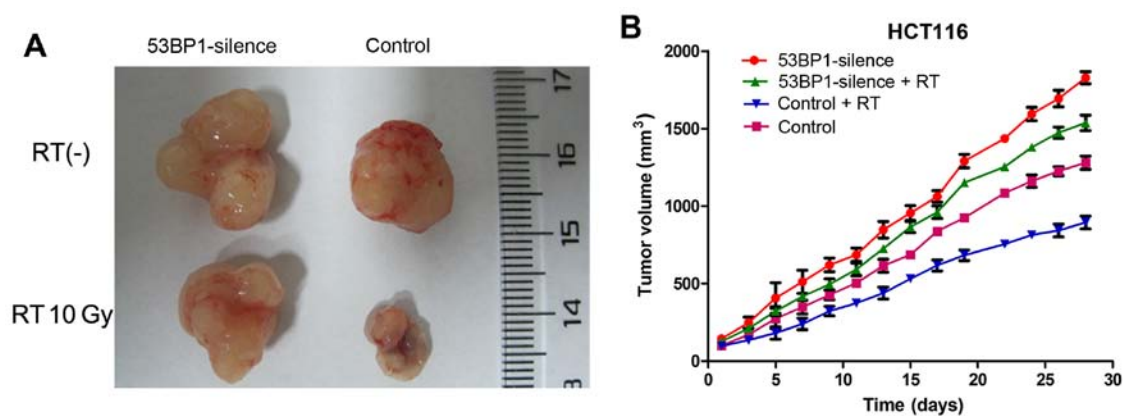 A
53BP1-silence Control
RT(-)
RT 10 Gy
17
16
15
14
B
HCT116
53BP1-silence
53BP1-silence + RT
Control + RT
Control
Tumor volume (mm³)
2000
1500
1000
500
0
0 5 10 15 20 25 30
Time (days)